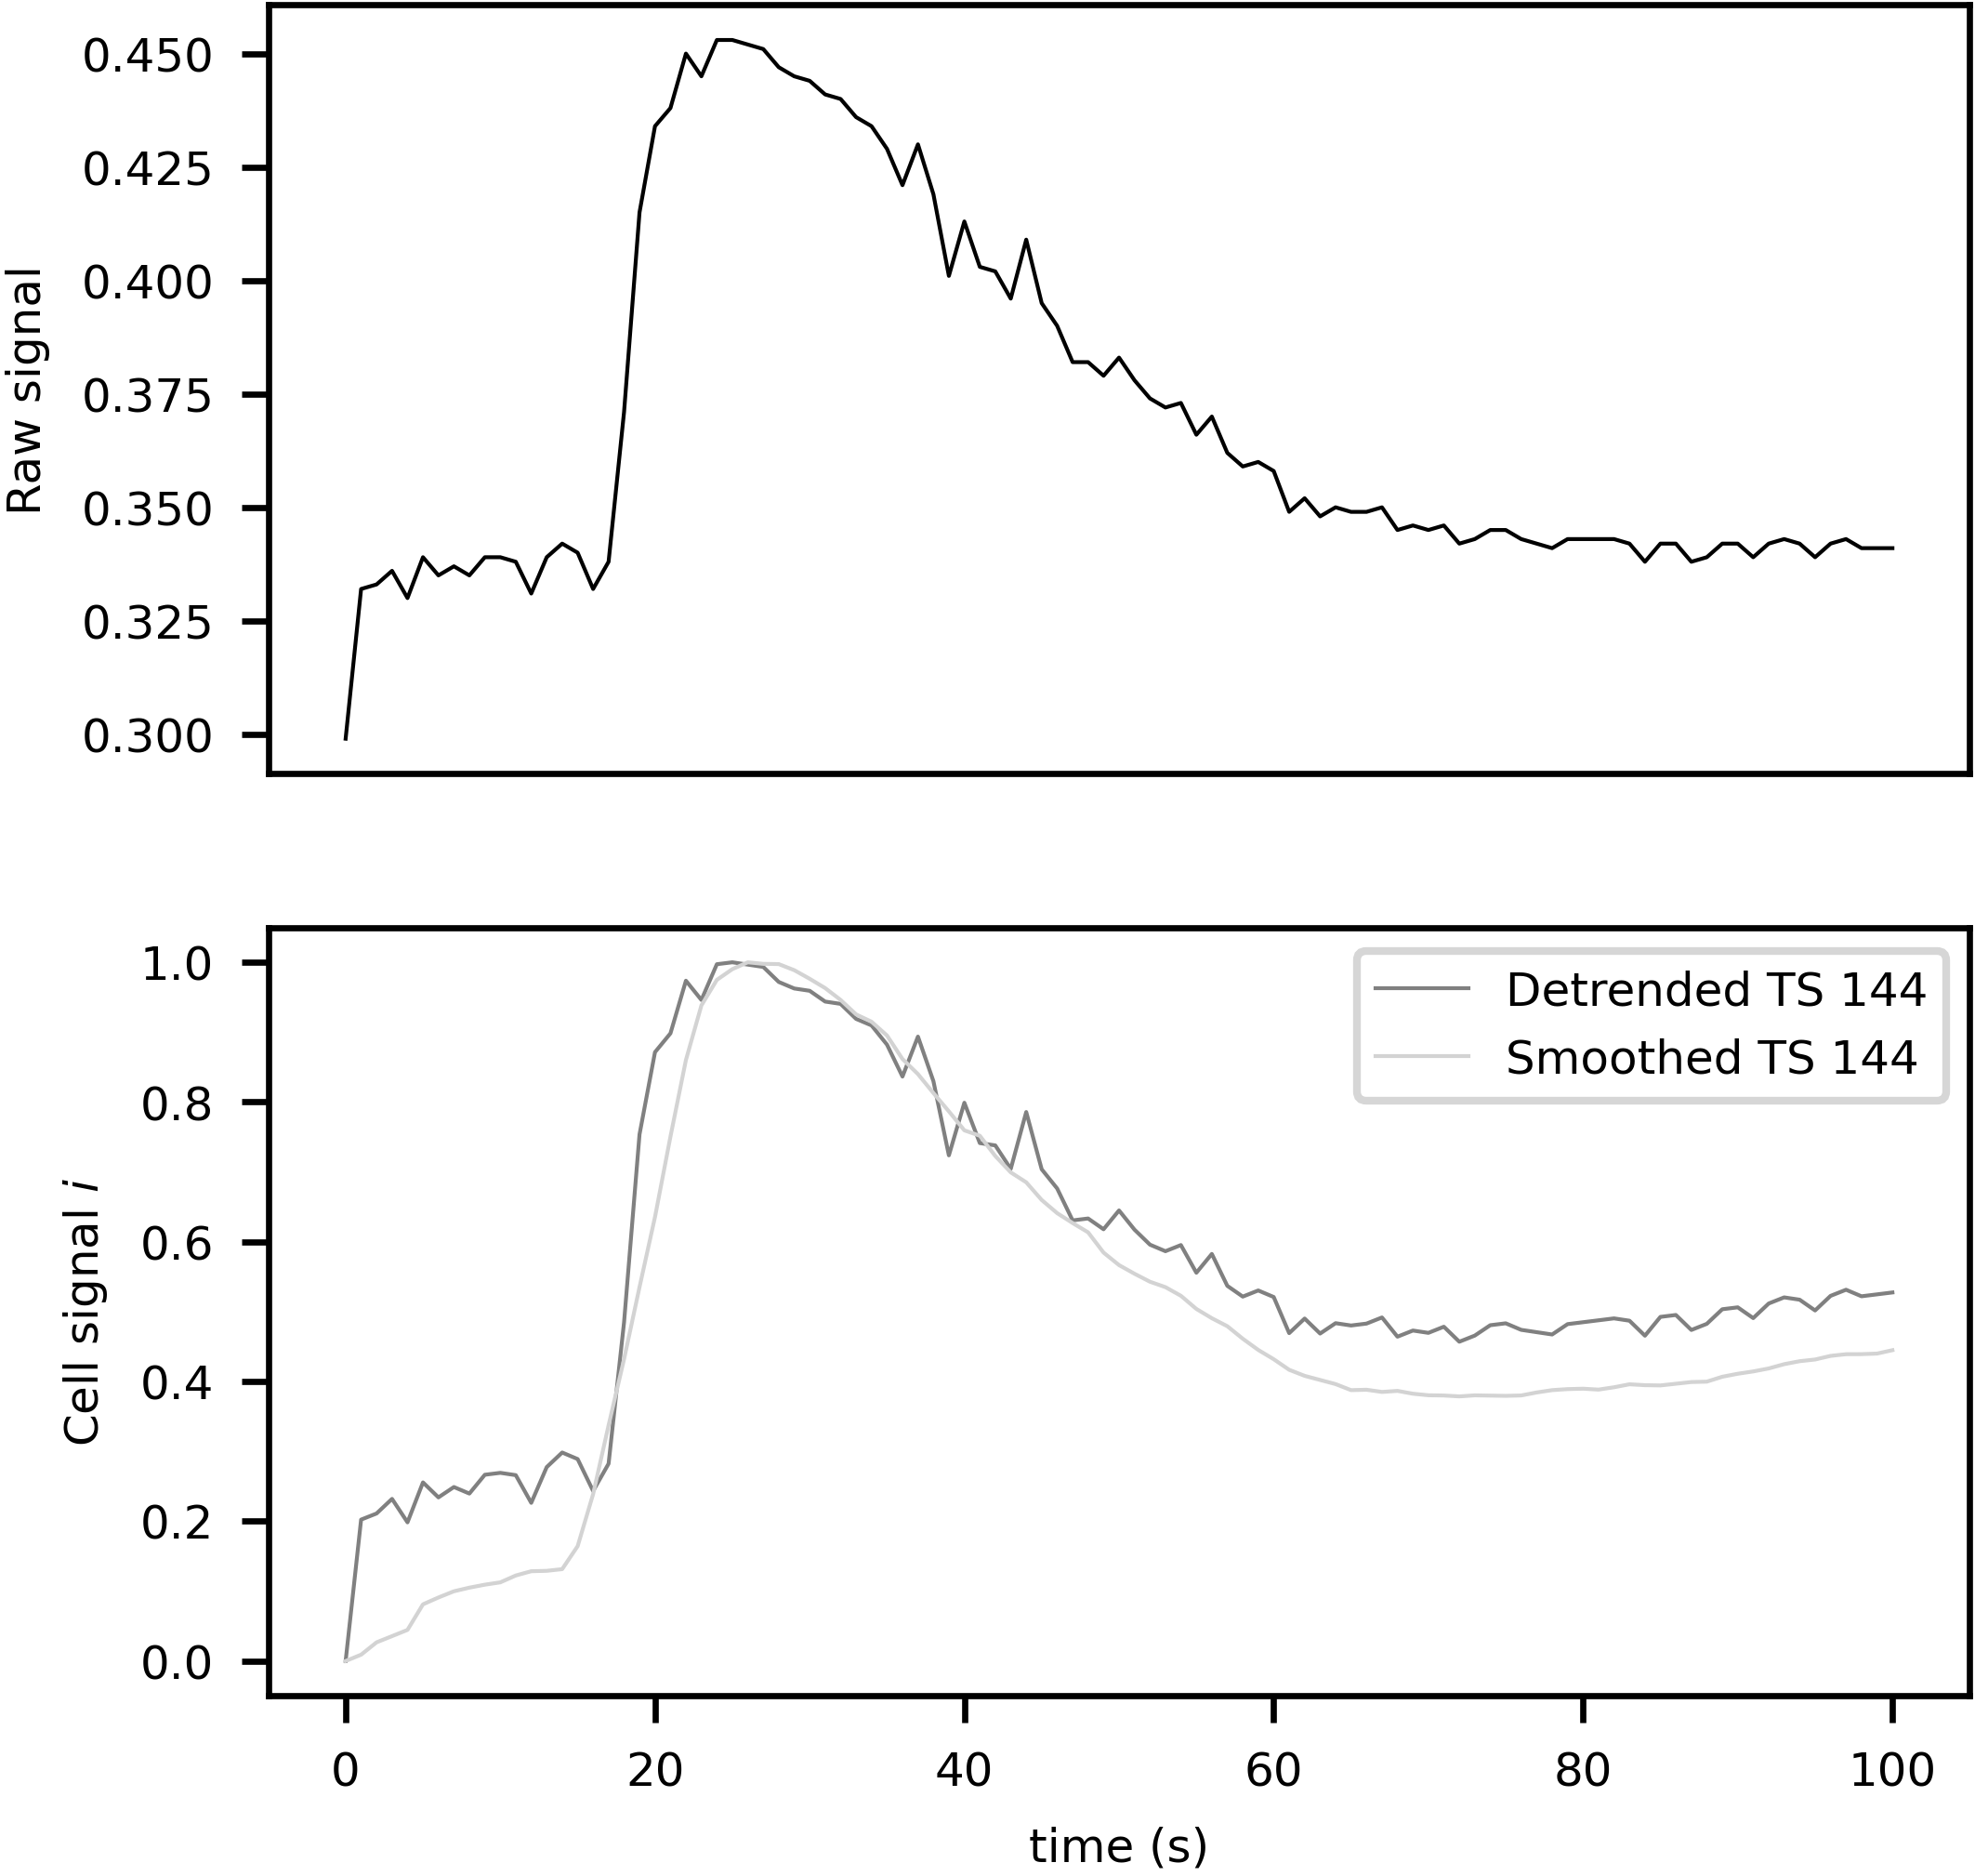 Raw signal
0.450
0.425
0.400
0.375
0.350
0.325
0.300
Cell signal i
1.0
0.8
0.6
0.4
0.2
0.0
Detrended TS 144
Smoothed TS 144
0 20 40 60 80 100
time (s)